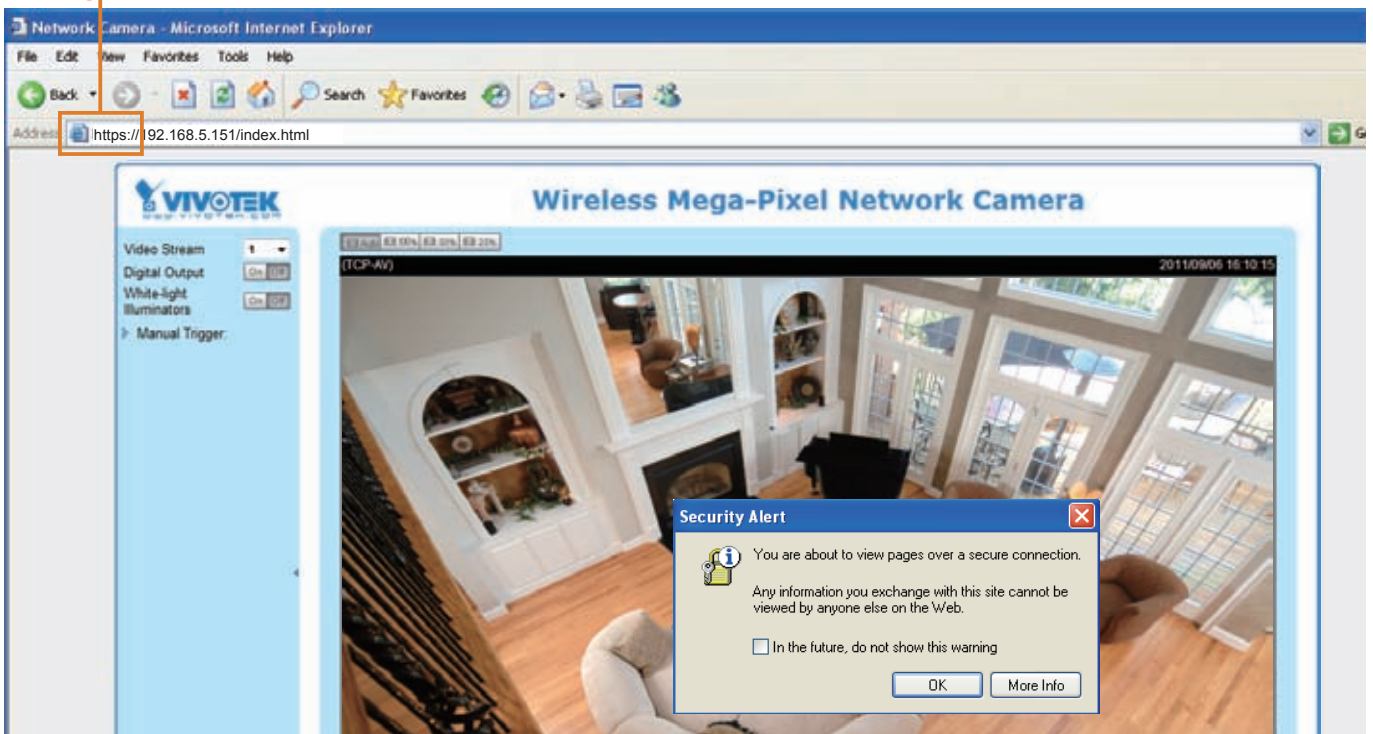 Network Camera - Microsoft Internet Explorer
File Edit View Favorites Tools Help
Back Search Favorites
Address https://192.168.5.151/index.html
VIVOTEK
www.vivotek.com
Wireless Mega-Pixel Network Camera
Video Stream 1
Digital Output On Off
White-light
Illuminators On Off
Manual Trigger:
(TCP-AV) 2011/09/06 16:10:15
Security Alert
You are about to view pages over a secure connection.
Any information you exchange with this site cannot be
viewed by anyone else on the Web.
In the future, do not show this warning
OK More Info